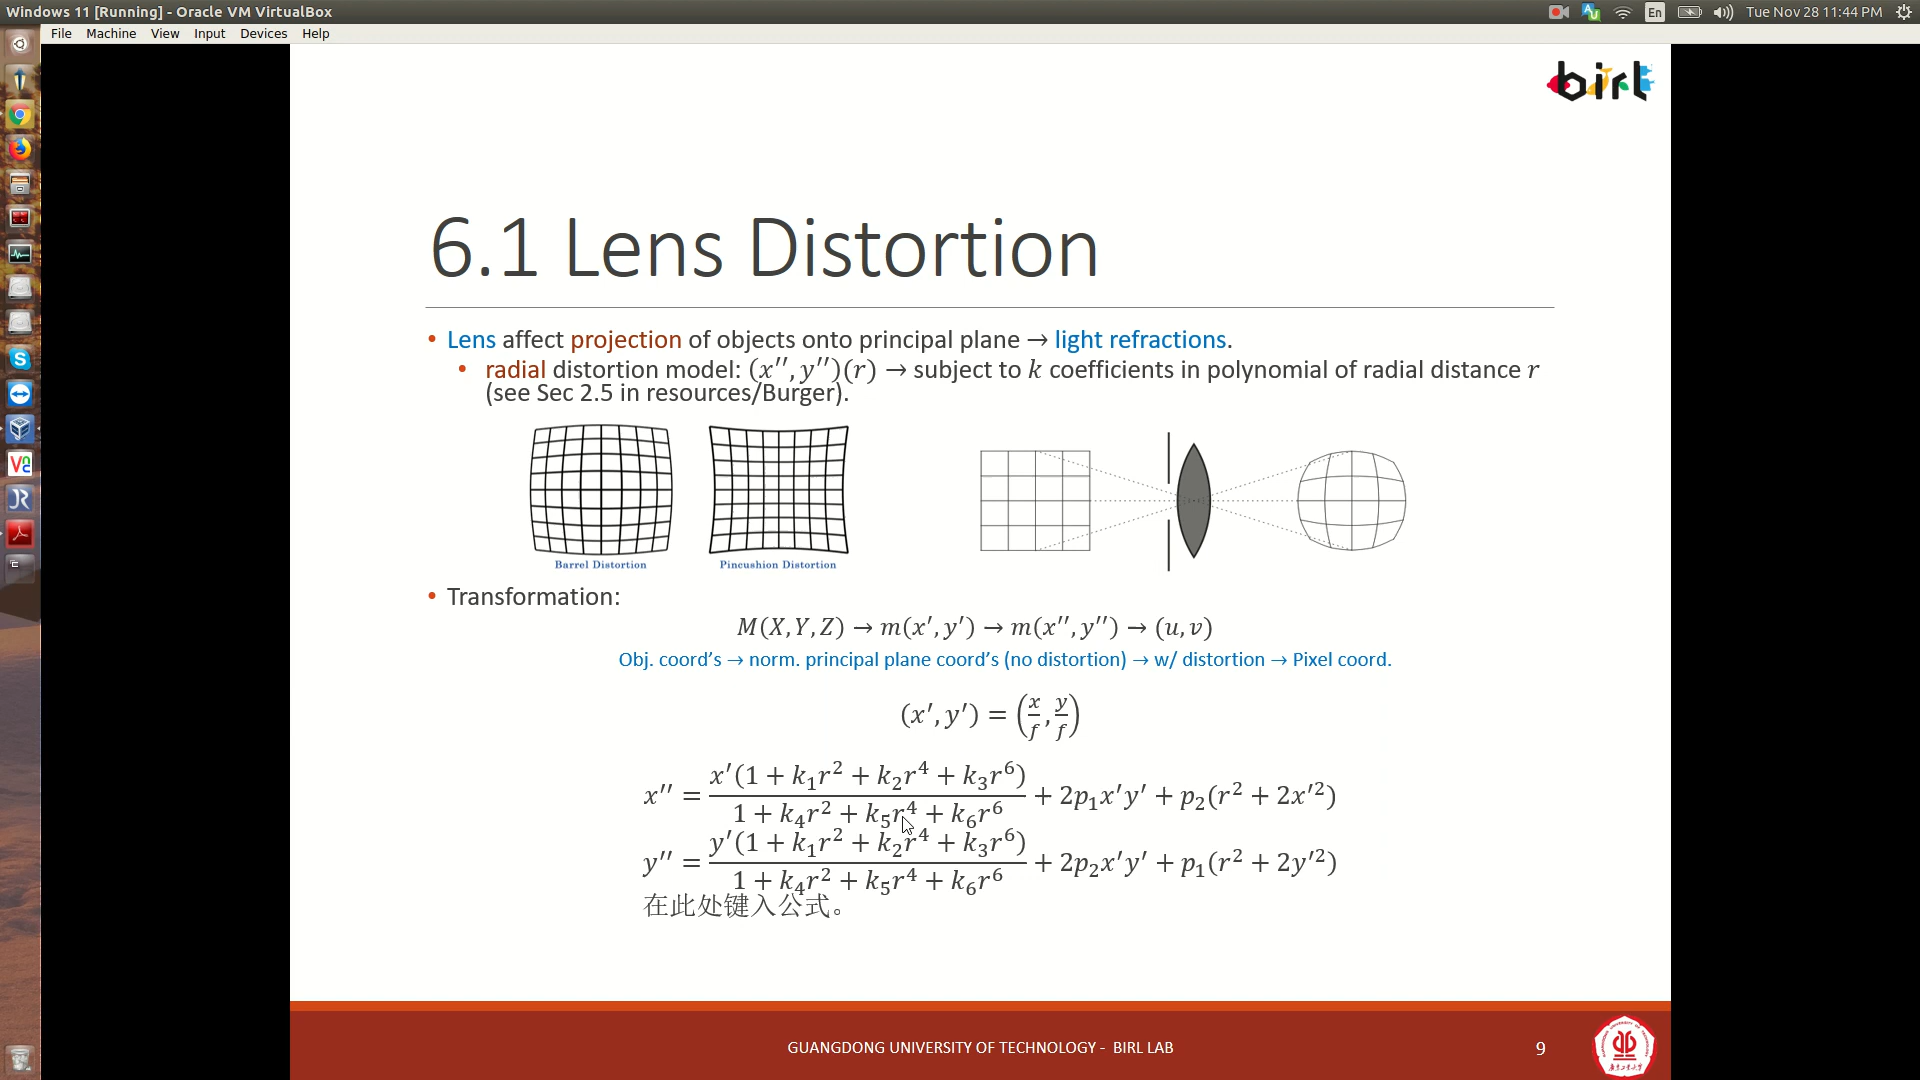 Windows 11 [Running] - Oracle VM VirtualBox
En
Tue Nov 28 11:44 PM
File Machine View Input Devices Help
birl
6.1 Lens Distortion
• Lens affect projection of objects onto principal plane → light refractions.
• radial distortion model: (x′′, y′′)(r) → subject to k coefficients in polynomial of radial distance r
(see Sec 2.5 in resources/Burger).
Barrel Distortion
Pincushion Distortion
• Transformation:
M(X, Y, Z) → m(x′, y′) → m(x′′, y′′) → (u, v)
Obj. coord's → norm. principal plane coord's (no distortion) → w/ distortion → Pixel coord.
(x′, y′) = (x/f, y/f)
x′′ = x′(1 + k₁r² + k₂r⁴ + k₃r⁶) / 1 + k₄r² + k₅r⁴ + k₆r⁶ + 2p₁x′y′ + p₂(r² + 2x′²)
y′′ = y′(1 + k₁r² + k₂r⁴ + k₃r⁶) / 1 + k₄r² + k₅r⁴ + k₆r⁶ + 2p₂x′y′ + p₁(r² + 2y′²)
在此处键入公式。
GUANGDONG UNIVERSITY OF TECHNOLOGY - BIRL LAB
9